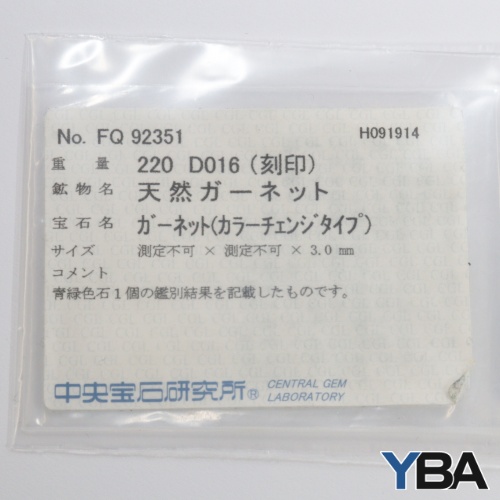 No. FQ 92351 H091914
重量 220 D016 (刻印)
鉱物名 天然ガーネット
宝石名 ガーネット(カラーチェンジタイプ)
サイズ 測定不可 × 測定不可 × 3.0 mm
コメント
青緑色石1個の鑑別結果を記載したものです。
中央宝石研究所® CENTRAL GEM LABORATORY
YBA